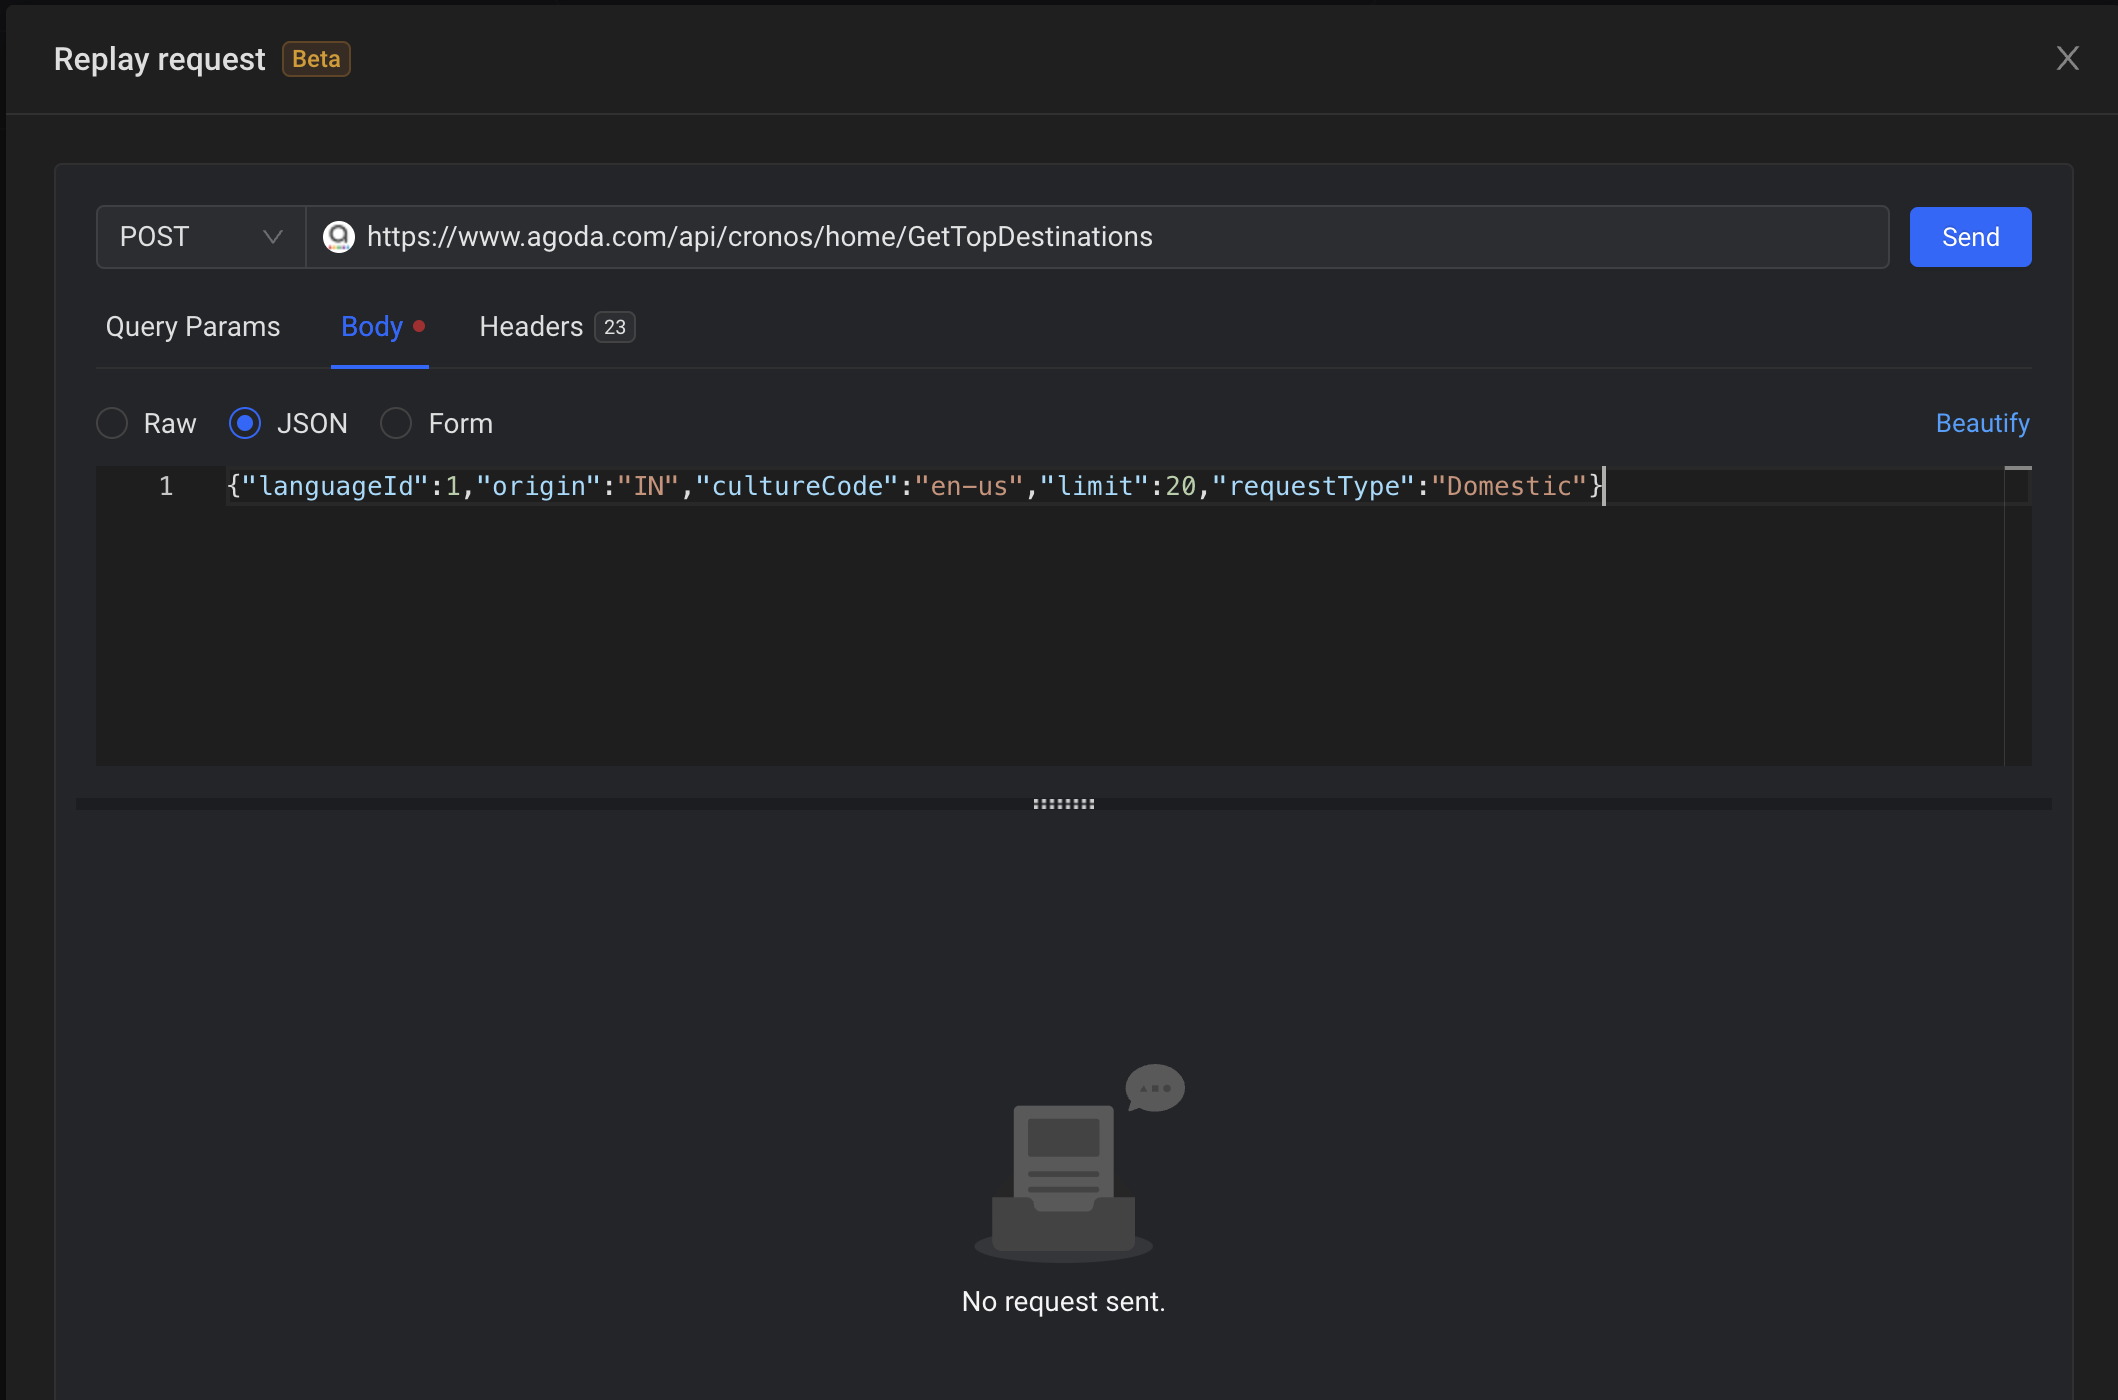 Replay request Beta
POST https://www.agoda.com/api/cronos/home/GetTopDestinations Send
Query Params Body Headers 23
Raw JSON Form Beautify
1 {"languageId":1,"origin":"IN","cultureCode":"en-us","limit":20,"requestType":"Domestic"}
No request sent.